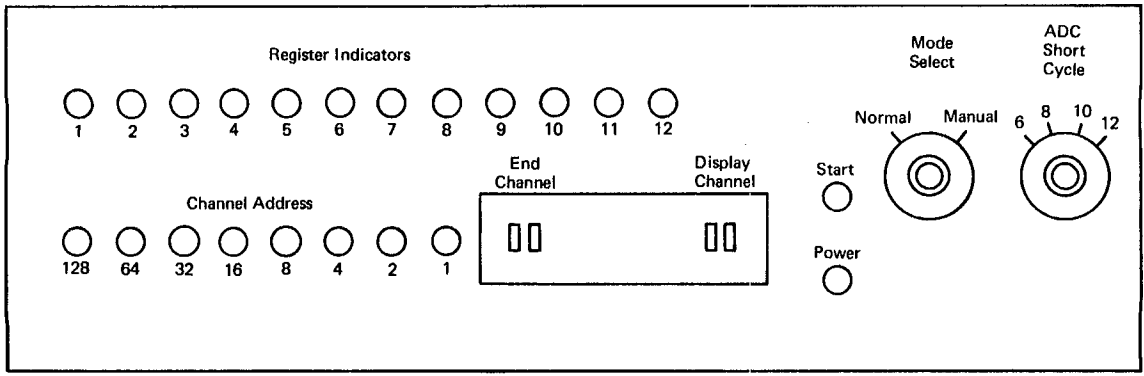 Register Indicators
1 2 3 4 5 6 7 8 9 10 11 12
Mode
Select
ADC
Short
Cycle
Normal Manual
6 8 10 12
End
Channel
Display
Channel
Start
Channel Address
128 64 32 16 8 4 2 1
Power